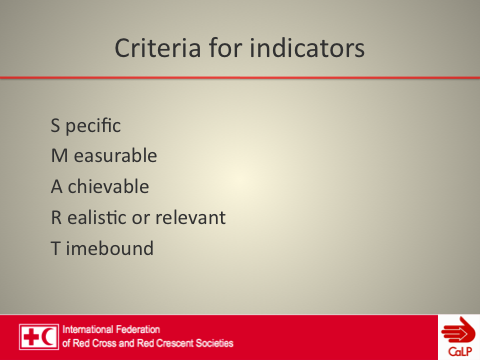 Criteria for indicators
S pecific
M easurable
A chievable
R ealistic or relevant
T imebound
International Federation
of Red Cross and Red Crescent Societies
CaLP